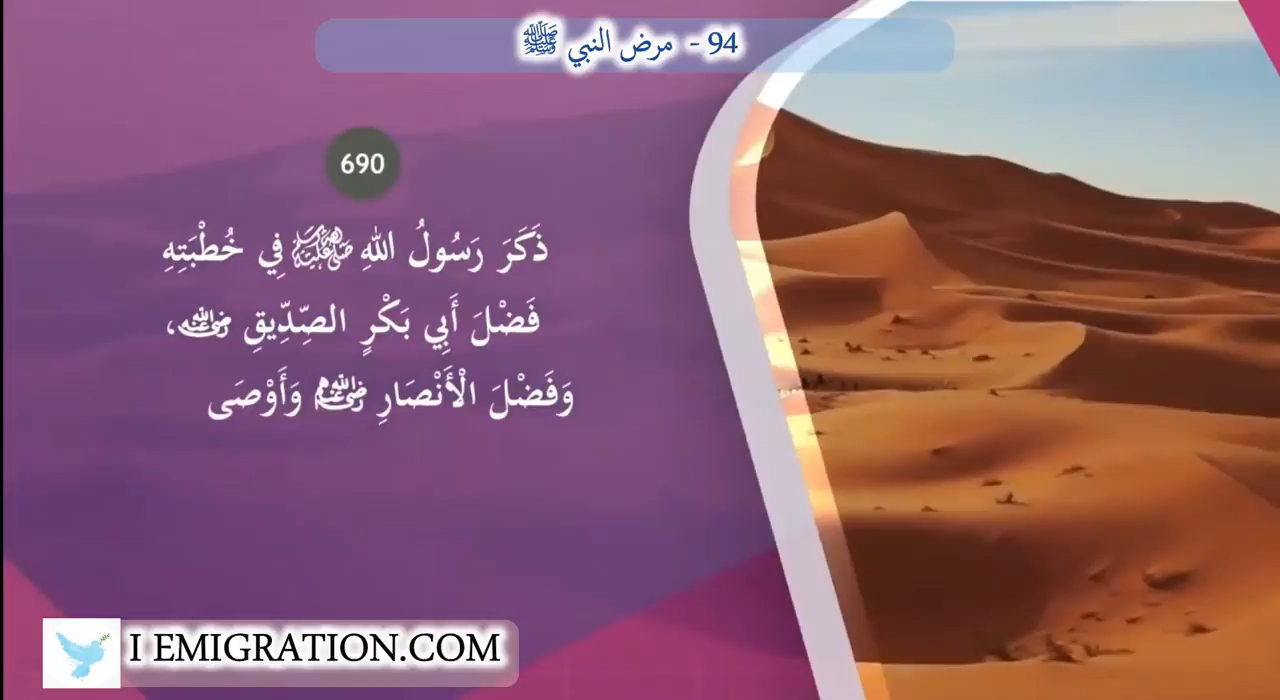 94 - مرض النبي ﷺ
690
ذَكَرَ رَسُولُ اللهِ ﷺ فِي خُطْبَتِهِ
فَضْلَ أَبِي بَكْرٍ الصِّدِّيقِ رضي الله عنه،
وَفَضْلَ الْأَنْصَارِ رضي الله عنهم وَأَوْصَى
I EMIGRATION.COM